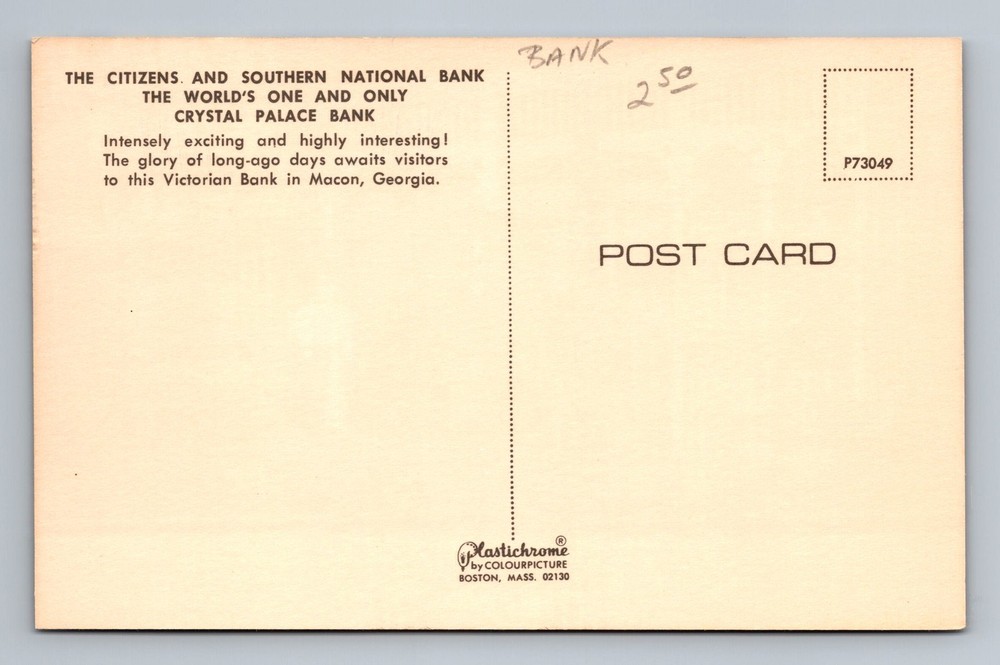 THE CITIZENS AND SOUTHERN NATIONAL BANK
THE WORLD'S ONE AND ONLY
CRYSTAL PALACE BANK
Intensely exciting and highly interesting!
The glory of long-ago days awaits visitors
to this Victorian Bank in Macon, Georgia.
BANK
2 50
P73049
POST CARD
Plastichrome®
by COLOURPICTURE
BOSTON, MASS. 02130